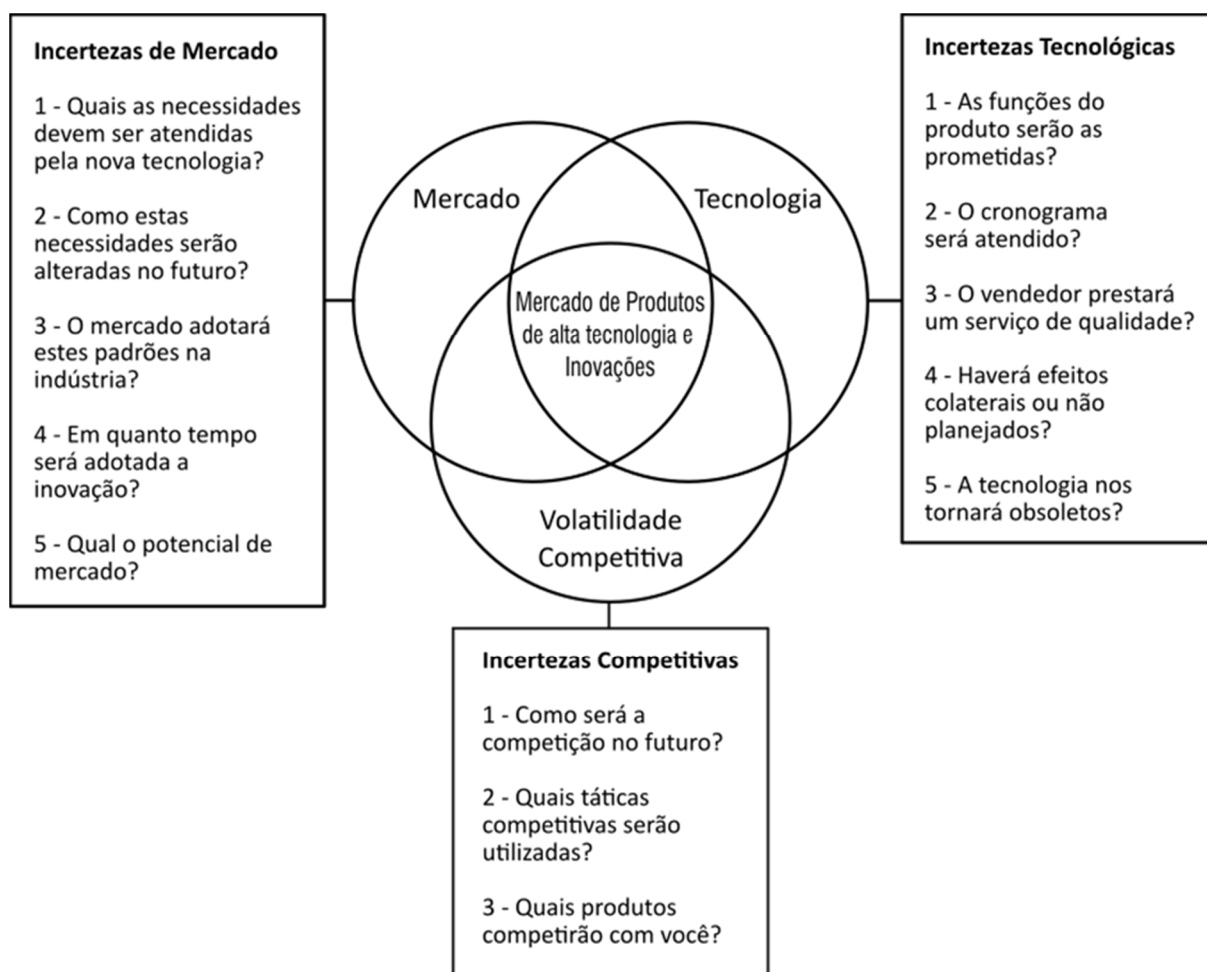 Incertezas de Mercado
1 - Quais as necessidades
devem ser atendidas
pela nova tecnologia?
2 - Como estas
necessidades serão
alteradas no futuro?
3 - O mercado adotará
estes padrões na
indústria?
4 - Em quanto tempo
será adotada a
inovação?
5 - Qual o potencial de
mercado?
Mercado
Tecnologia
Mercado de Produtos
de alta tecnologia e
Inovações
Volatilidade
Competitiva
Incertezas Tecnológicas
1 - As funções do
produto serão as
prometidas?
2 - O cronograma
será atendido?
3 - O vendedor prestará
um serviço de qualidade?
4 - Haverá efeitos
colaterais ou não
planejados?
5 - A tecnologia nos
tornará obsoletos?
Incertezas Competitivas
1 - Como será a
competição no futuro?
2 - Quais táticas
competitivas serão
utilizadas?
3 - Quais produtos
competirão com você?